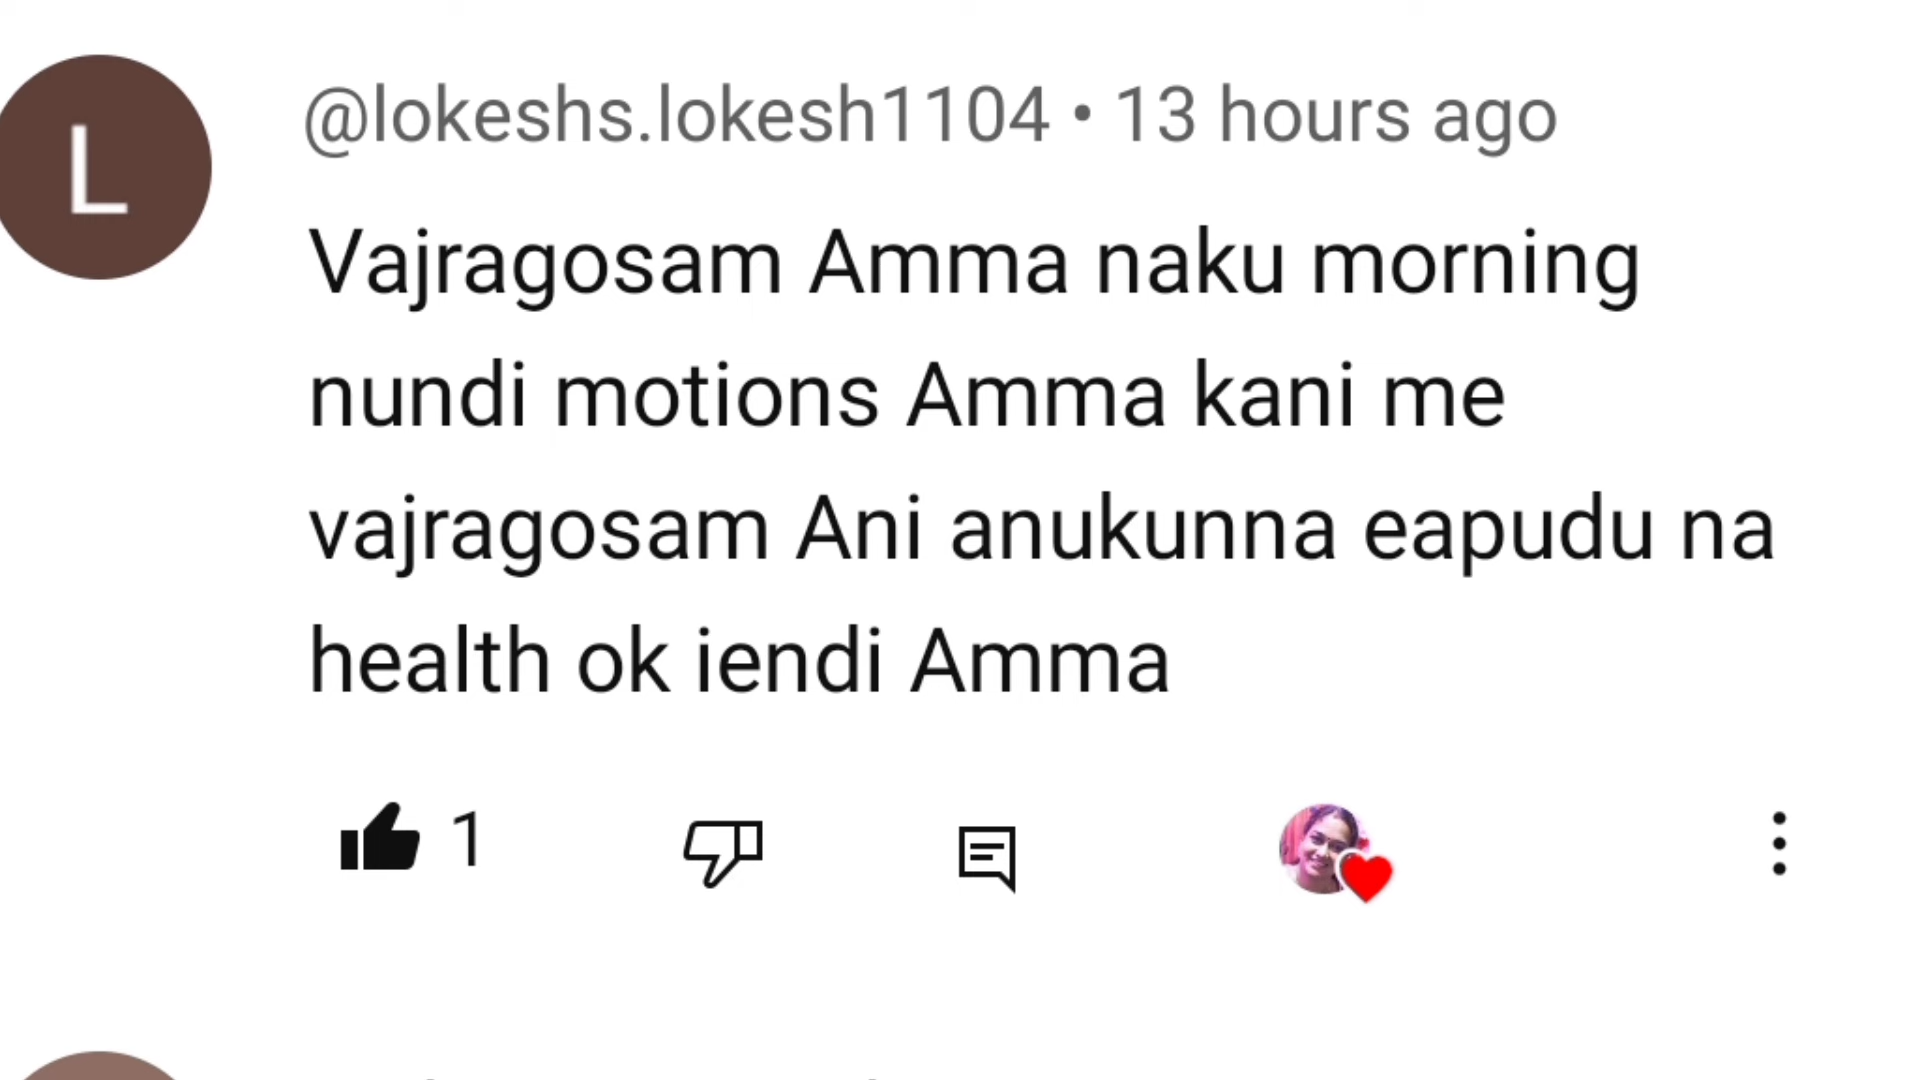 L
@lokeshs.lokesh1104 • 13 hours ago
Vajragosam Amma naku morning
nundi motions Amma kani me
vajragosam Ani anukunna eapudu na
health ok iendi Amma
1